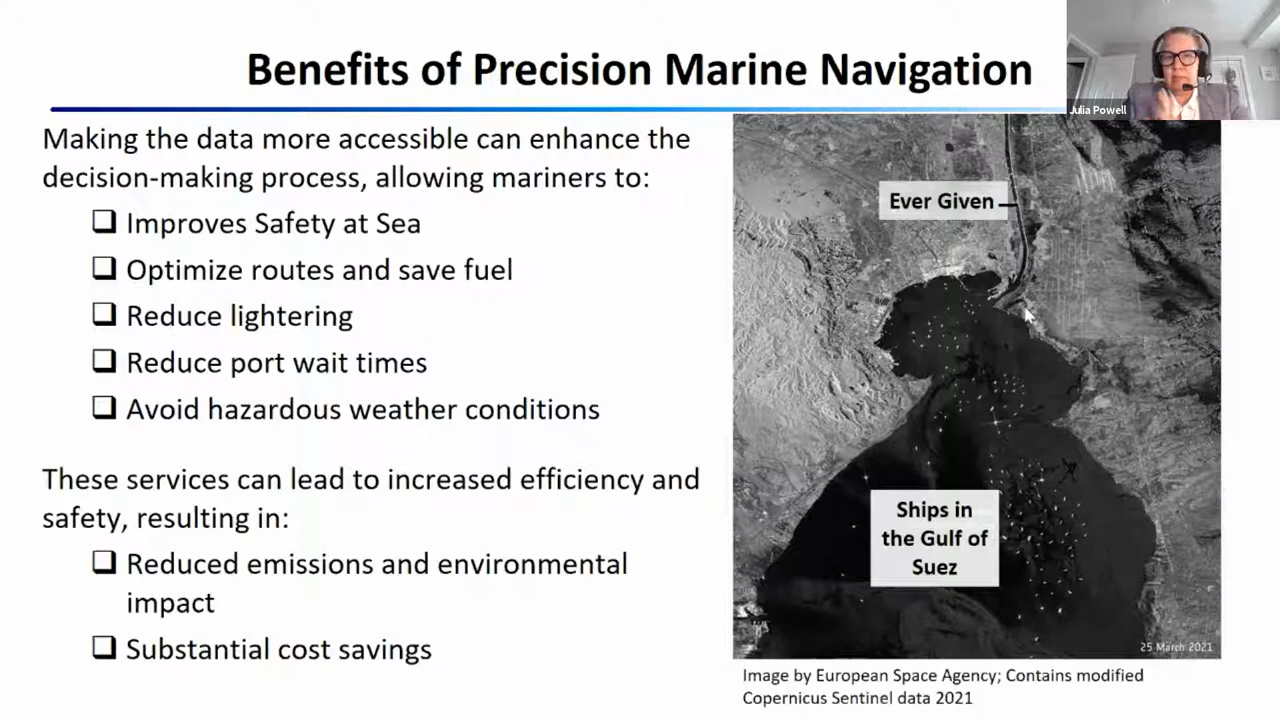 Benefits of Precision Marine Navigation
Julia Powell
Making the data more accessible can enhance the
decision-making process, allowing mariners to:
❑ Improves Safety at Sea
❑ Optimize routes and save fuel
❑ Reduce lightering
❑ Reduce port wait times
❑ Avoid hazardous weather conditions
These services can lead to increased efficiency and
safety, resulting in:
❑ Reduced emissions and environmental
impact
❑ Substantial cost savings
Ever Given
Ships in
the Gulf of
Suez
25 March 2021
Image by European Space Agency; Contains modified
Copernicus Sentinel data 2021